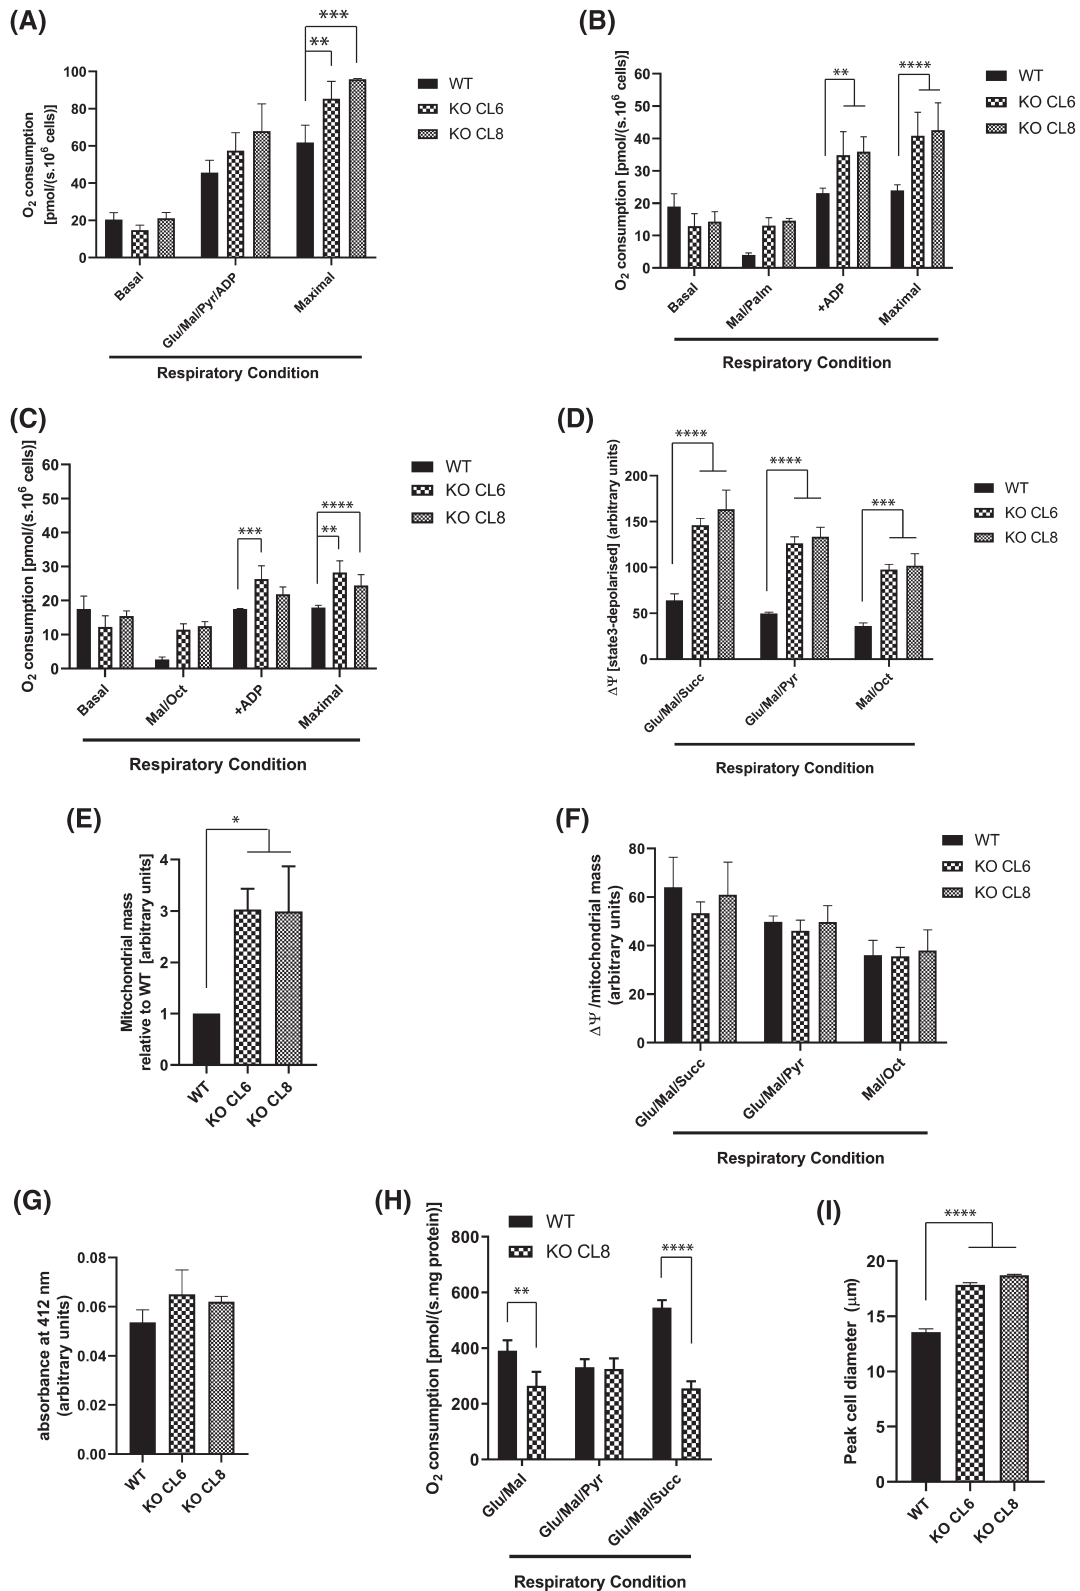 (A)
***
**
100
80
60
40
20
0
O2 consumption
[pmol/(s.10^6 cells)]
WT
KO CL6
KO CL8
Basal
Glu/Mal/Pyr/ADP
Maximal
Respiratory Condition
(B)
**
****
60
50
40
30
20
10
0
O2 consumption [pmol/(s.10^6 cells)]
WT
KO CL6
KO CL8
Basal
Mal/Palm
+ADP
Maximal
Respiratory Condition
(C)
***
****
**
60
50
40
30
20
10
0
O2 consumption [pmol/(s.10^6 cells)]
WT
KO CL6
KO CL8
Basal
Mal/Oct
+ADP
Maximal
Respiratory Condition
(D)
****
****
***
200
150
100
50
0
ΔΨ [state3-depolarised] (arbitrary units)
WT
KO CL6
KO CL8
Glu/Mal/Succ
Glu/Mal/Pyr
Mal/Oct
Respiratory Condition
(E)
*
4
3
2
1
0
Mitochondrial mass
relative to WT [arbitrary units]
WT
KO CL6
KO CL8
(F)
80
60
40
20
0
ΔΨ /mitochondrial mass
(arbitrary units)
WT
KO CL6
KO CL8
Glu/Mal/Succ
Glu/Mal/Pyr
Mal/Oct
Respiratory Condition
(G)
0.08
0.06
0.04
0.02
0.00
absorbance at 412 nm
(arbitrary units)
WT
KO CL6
KO CL8
(H)
WT
KO CL8
**
****
800
600
400
200
0
O2 consumption [pmol/(s.mg protein)]
Glu/Mal
Glu/Mal/Pyr
Glu/Mal/Succ
Respiratory Condition
(I)
****
20
15
10
5
0
Peak cell diameter (μm)
WT
KO CL6
KO CL8